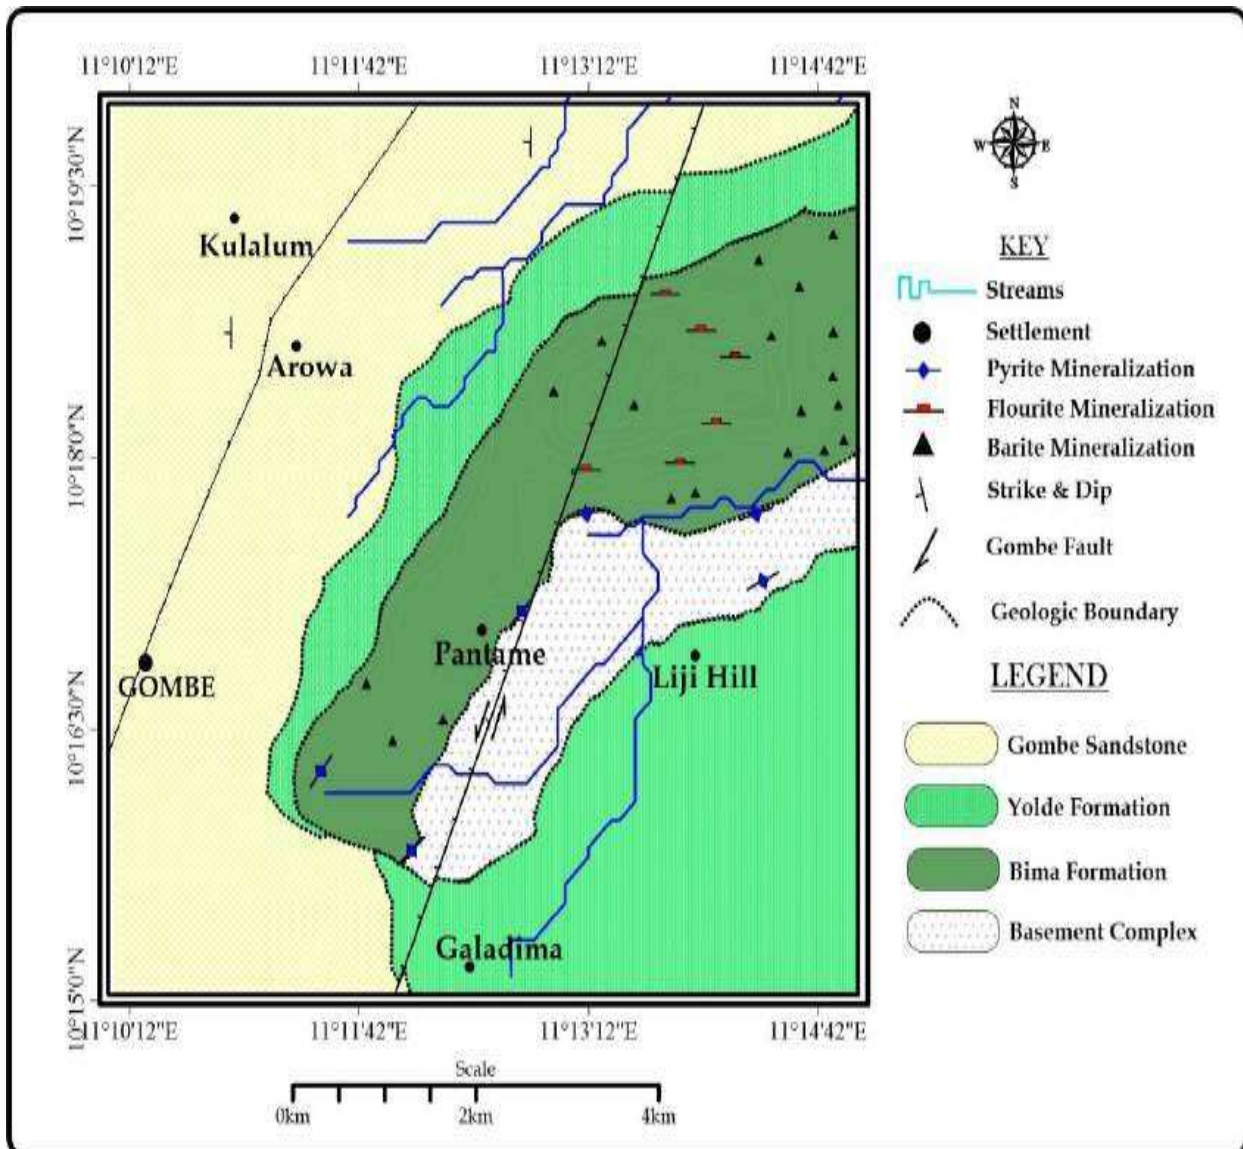 11°10'12"E 11°11'42"E 11°13'12"E 11°14'42"E
10°19'30"N
10°18'0"N
10°16'30"N
10°15'0"N
Kulalum
Arowa
GOMBE
Pantame
Liji Hill
Galadima
11°10'12"E 11°11'42"E 11°13'12"E 11°14'42"E
Scale
0km 2km 4km
N
W E
S
KEY
Streams
Settlement
Pyrite Mineralization
Flourite Mineralization
Barite Mineralization
Strike & Dip
Gombe Fault
Geologic Boundary
LEGEND
Gombe Sandstone
Yolde Formation
Bima Formation
Basement Complex